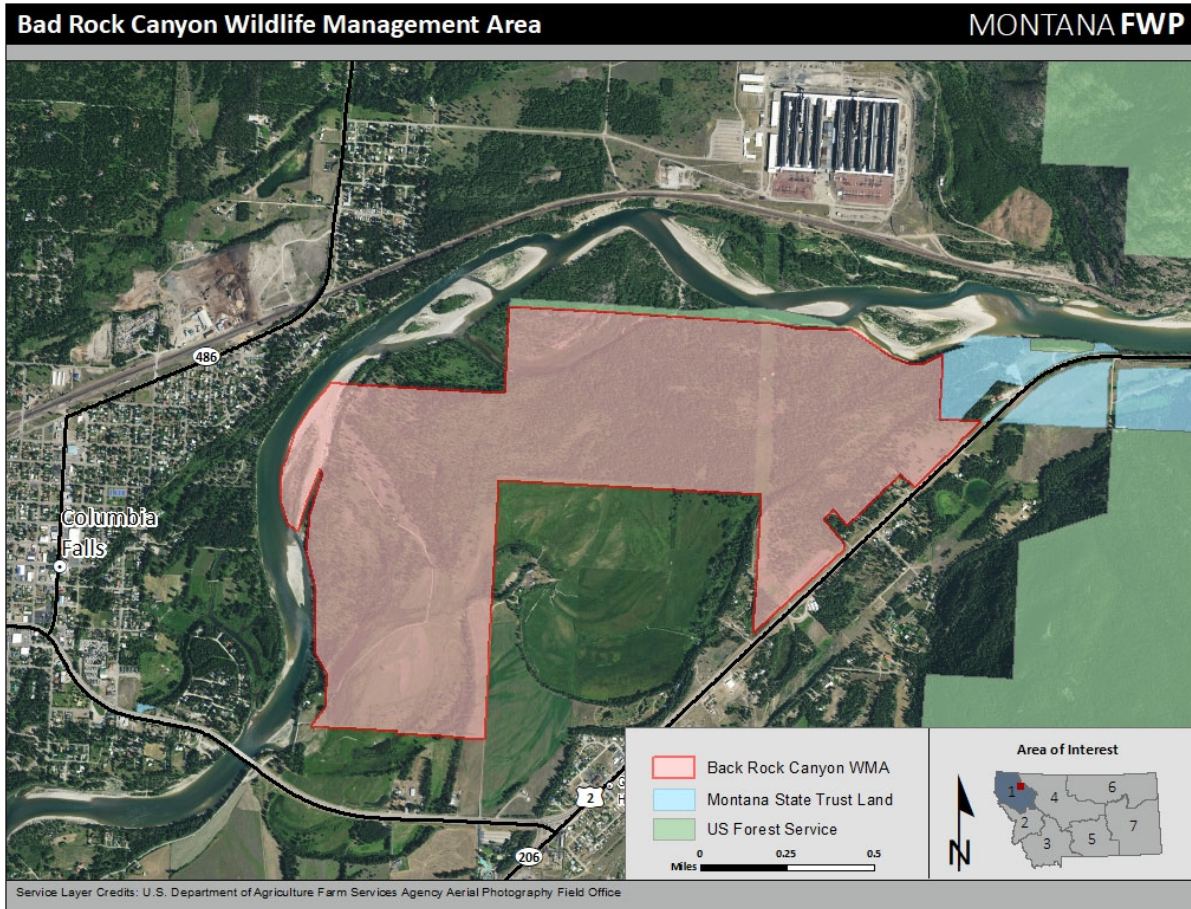 Bad Rock Canyon Wildlife Management Area
MONTANA FWP
486
Columbia
Falls
2
206
Back Rock Canyon WMA
Montana State Trust Land
US Forest Service
Miles
0 0.25 0.5
N
Area of Interest
1
4
6
2
3
5
7
Service Layer Credits: U.S. Department of Agriculture Farm Services Agency Aerial Photography Field Office